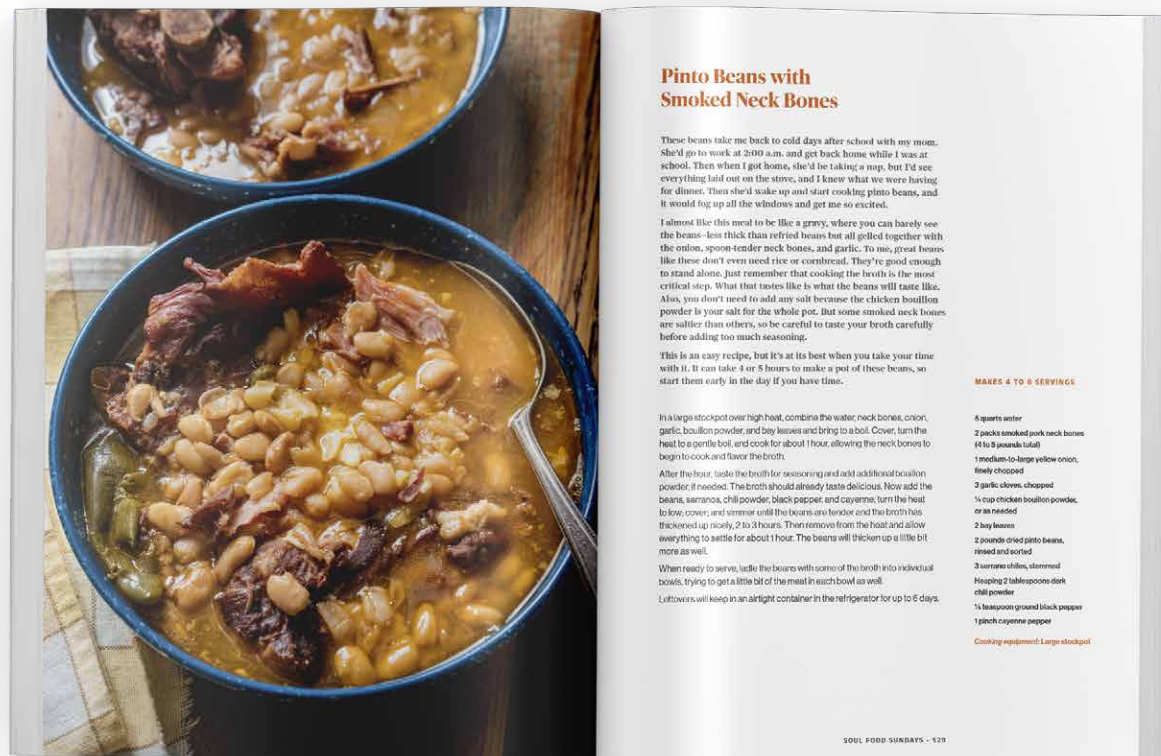 Pinto Beans with
Smoked Neck Bones
These beans take me back to cold days after school with my mom.
She'd go to work at 2:00 a.m. and get back home while I was at
school. Then when I got home, she'd be taking a nap, but I'd see
everything laid out on the stove, and I knew what we were having
for dinner. Then she'd wake up and start cooking pinto beans, and
it would fog up all the windows and get me so excited.
I almost like this meal to be like a gravy, where you can barely see
the beans—less thick than refried beans but all gelled together with
the onion, spoon-tender neck bones, and garlic. To me, great beans
like these don't even need rice or cornbread. They're good enough
to stand alone. Just remember that cooking the broth is the most
critical step. What that tastes like is what the beans will taste like.
Also, you don't need to add any salt because the chicken bouillon
powder is your salt for the whole pot. But some smoked neck bones
are saltier than others, so be careful to taste your broth carefully
before adding too much seasoning.
This is an easy recipe, but it's at its best when you take your time
with it. It can take 4 or 5 hours to make a pot of these beans, so
start them early in the day if you have time.
In a large stockpot over high heat, combine the water, neck bones, onion,
garlic, bouillon powder, and bay leaves and bring to a boil. Cover, turn the
heat to a gentle boil, and cook for about 1 hour, allowing the neck bones to
begin to cook and flavor the broth.
After the hour, taste the broth for seasoning and add additional bouillon
powder, if needed. The broth should already taste delicious. Now add the
beans, serranos, chili powder, black pepper, and cayenne, turn the heat
to low, cover, and simmer until the beans are tender and the broth has
thickened up nicely, 2 to 3 hours. Then remove from the heat and allow
everything to settle for about 1 hour. The beans will thicken up a little bit
more as well.
When ready to serve, ladle the beans with some of the broth into individual
bowls, trying to get a little bit of the meat in each bowl as well.
Leftovers will keep in an airtight container in the refrigerator for up to 6 days.
MAKES 4 TO 6 SERVINGS
quarts water
2 packs smoked pork neck bones
(4 to 5 pounds total)
1 medium-to-large yellow onion,
finely chopped
3 garlic cloves, chopped
cup chicken bouillon powder,
or as needed
2 bay leaves
2 pounds dried pinto beans,
rinsed and sorted
3 serrano chiles, stemmed
Heaping 2 tablespoons dark
chili powder
teaspoon ground black pepper
1 pinch cayenne pepper
Cooking equipment: Large stockpot
SOUL FOOD SUNDAYS • 129